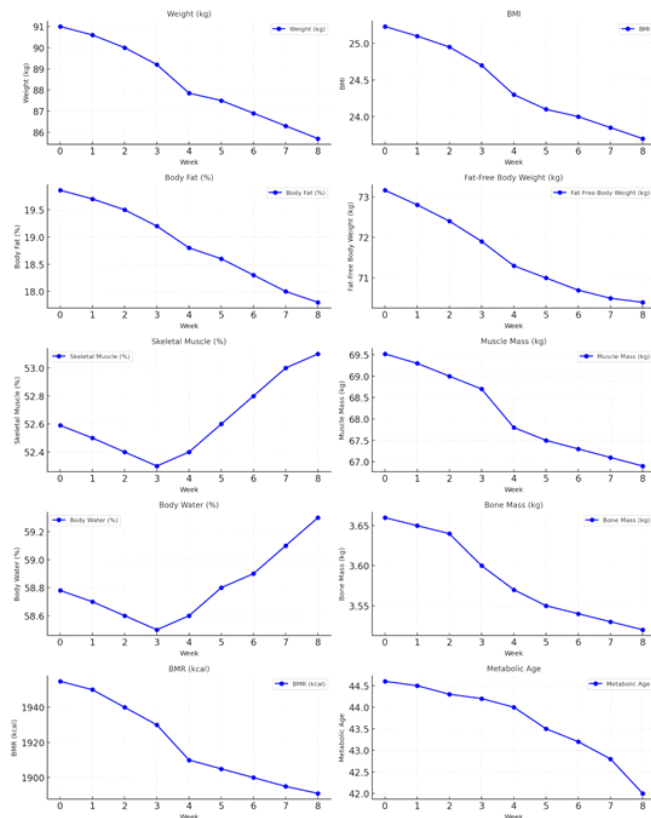 Weight (kg)
Weight (kg)
Weight (kg)
91
90
89
88
87
86
0 1 2 3 4 5 6 7 8
Week
BMI
BMI
BMI
25.0
24.5
24.0
0 1 2 3 4 5 6 7 8
Week
Body Fat (%)
Body Fat (%)
Body Fat (%)
19.5
19.0
18.5
18.0
0 1 2 3 4 5 6 7 8
Week
Fat-Free Body Weight (kg)
Fat-Free Body Weight (kg)
Fat-Free Body Weight (kg)
73
72
71
0 1 2 3 4 5 6 7 8
Week
Skeletal Muscle (%)
Skeletal Muscle (%)
Skeletal Muscle (%)
53.0
52.8
52.6
52.4
0 1 2 3 4 5 6 7 8
Week
Muscle Mass (kg)
Muscle Mass (kg)
Muscle Mass (kg)
69.5
69.0
68.5
68.0
67.5
67.0
0 1 2 3 4 5 6 7 8
Week
Body Water (%)
Body Water (%)
Body Water (%)
59.2
59.0
58.8
58.6
0 1 2 3 4 5 6 7 8
Week
Bone Mass (kg)
Bone Mass (kg)
Bone Mass (kg)
3.65
3.60
3.55
0 1 2 3 4 5 6 7 8
Week
BMR (kcal)
BMR (kcal)
BMR (kcal)
1940
1920
1900
0 1 2 3 4 5 6 7 8
Week
Metabolic Age
Metabolic Age
Metabolic Age
44.5
44.0
43.5
43.0
42.5
42.0
0 1 2 3 4 5 6 7 8
Week